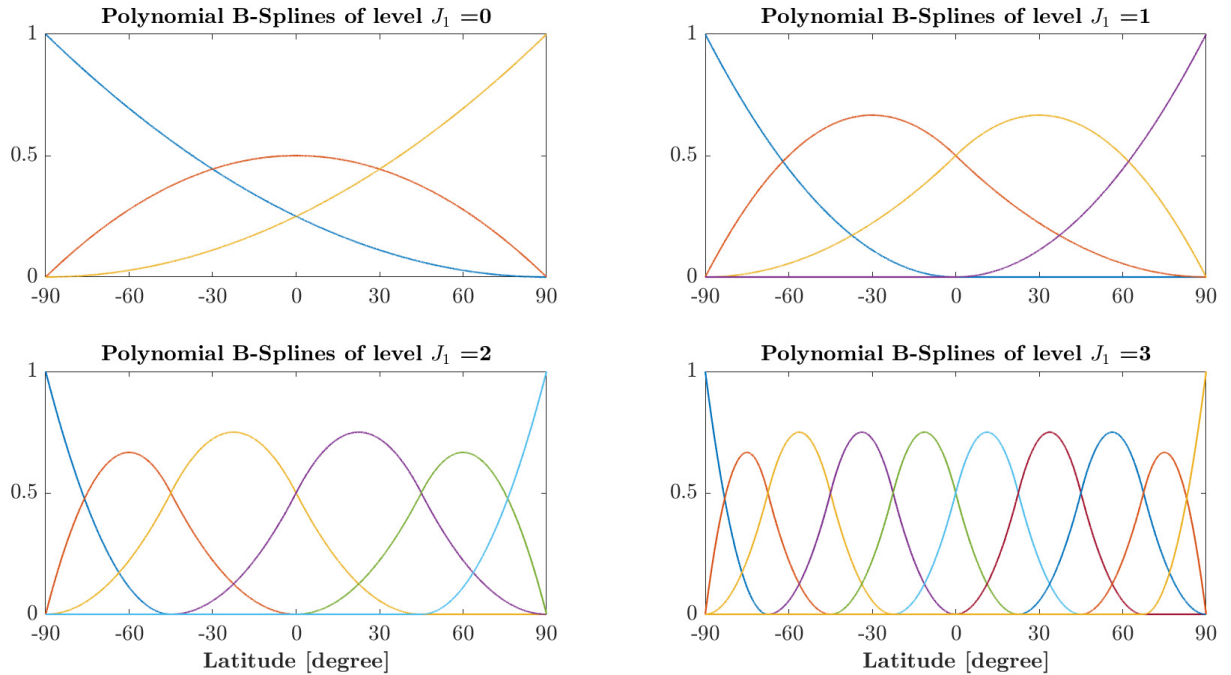 Polynomial B-Splines of level J₁ =0
1
0.5
0
-90 -60 -30 0 30 60 90
Polynomial B-Splines of level J₁ =1
1
0.5
0
-90 -60 -30 0 30 60 90
Polynomial B-Splines of level J₁ =2
1
0.5
0
-90 -60 -30 0 30 60 90
Latitude [degree]
Polynomial B-Splines of level J₁ =3
1
0.5
0
-90 -60 -30 0 30 60 90
Latitude [degree]